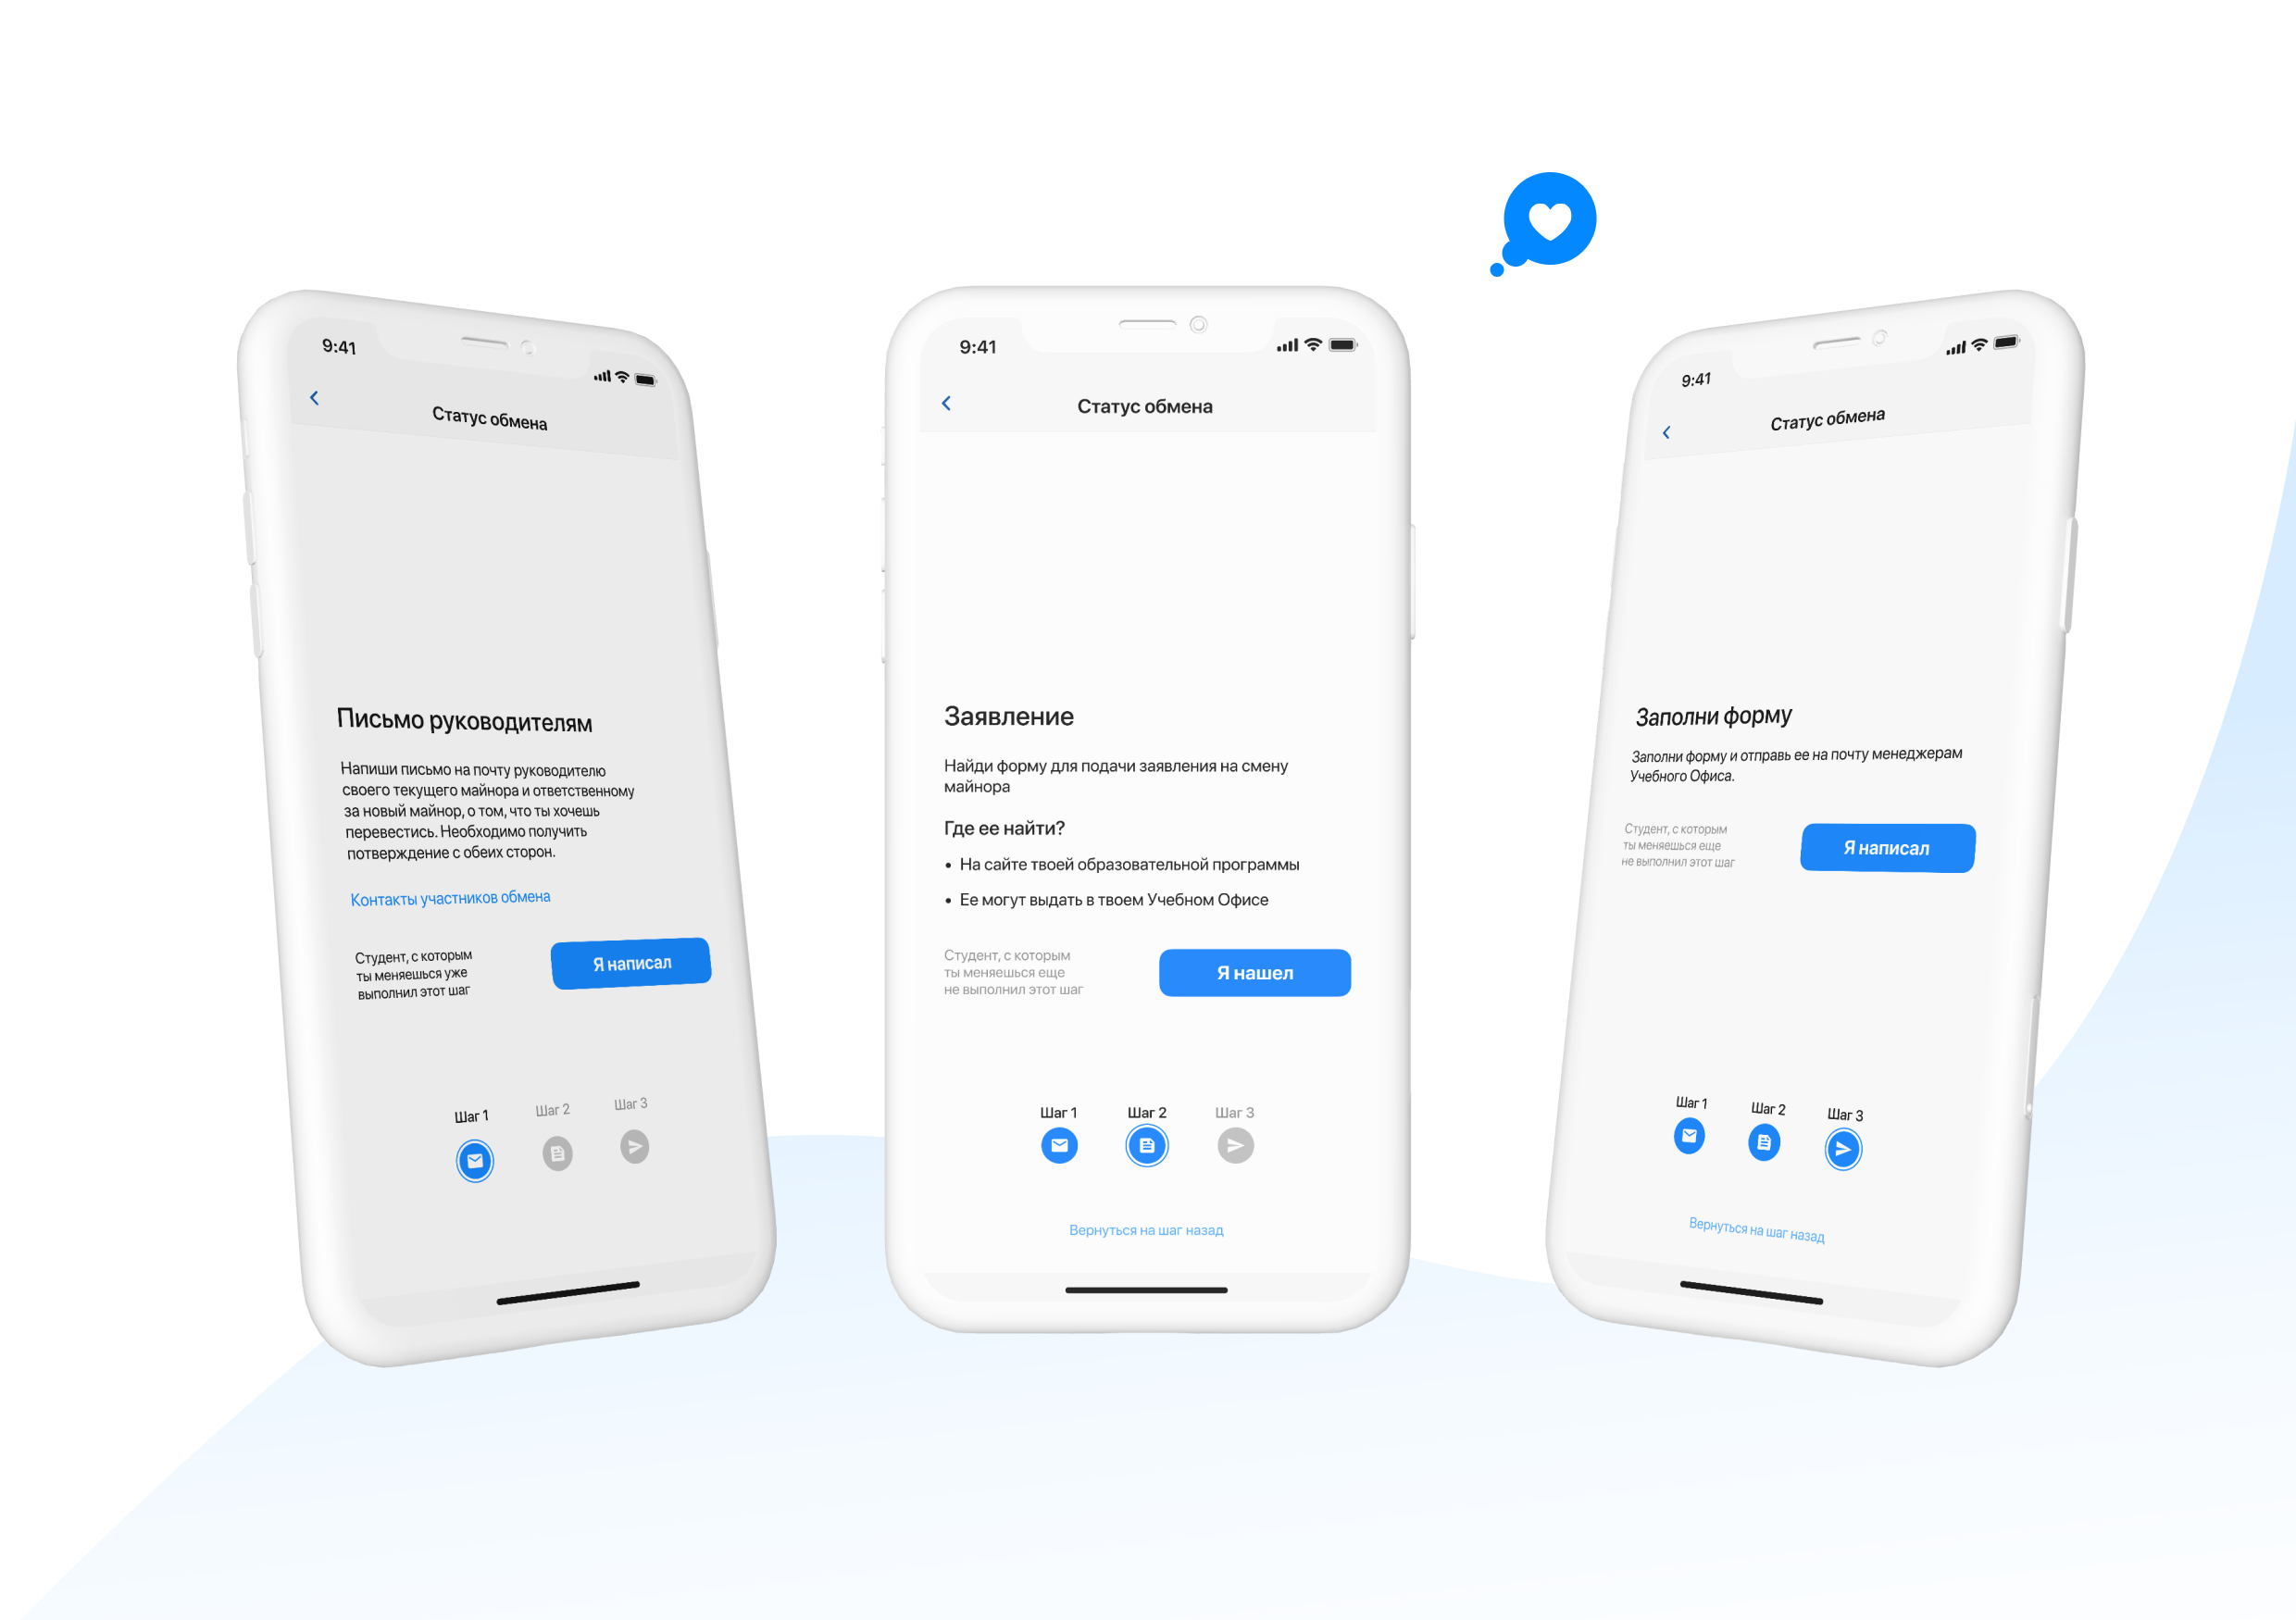 9:41
Статус обмена
Письмо руководителям
Напиши письмо на почту руководителю
своего текущего майнора и ответственному
за новый майнор, о том, что ты хочешь
перевестись. Необходимо получить
потверждение с обеих сторон.
Контакты участников обмена
Студент, с которым
ты меняешься уже
выполнил этот шаг
Я написал
Шаг 1 Шаг 2 Шаг 3
9:41
Статус обмена
Заявление
Найди форму для подачи заявления на смену
майнора
Где ее найти?
• На сайте твоей образовательной программы
• Ее могут выдать в твоем Учебном Офисе
Студент, с которым
ты меняешься еще
не выполнил этот шаг
Я нашел
Шаг 1 Шаг 2 Шаг 3
Вернуться на шаг назад
9:41
Статус обмена
Заполни форму
Заполни форму и отправь ее на почту менеджерам
Учебного Офиса.
Студент, с которым
ты меняешься еще
не выполнил этот шаг
Я написал
Шаг 1 Шаг 2 Шаг 3
Вернуться на шаг назад